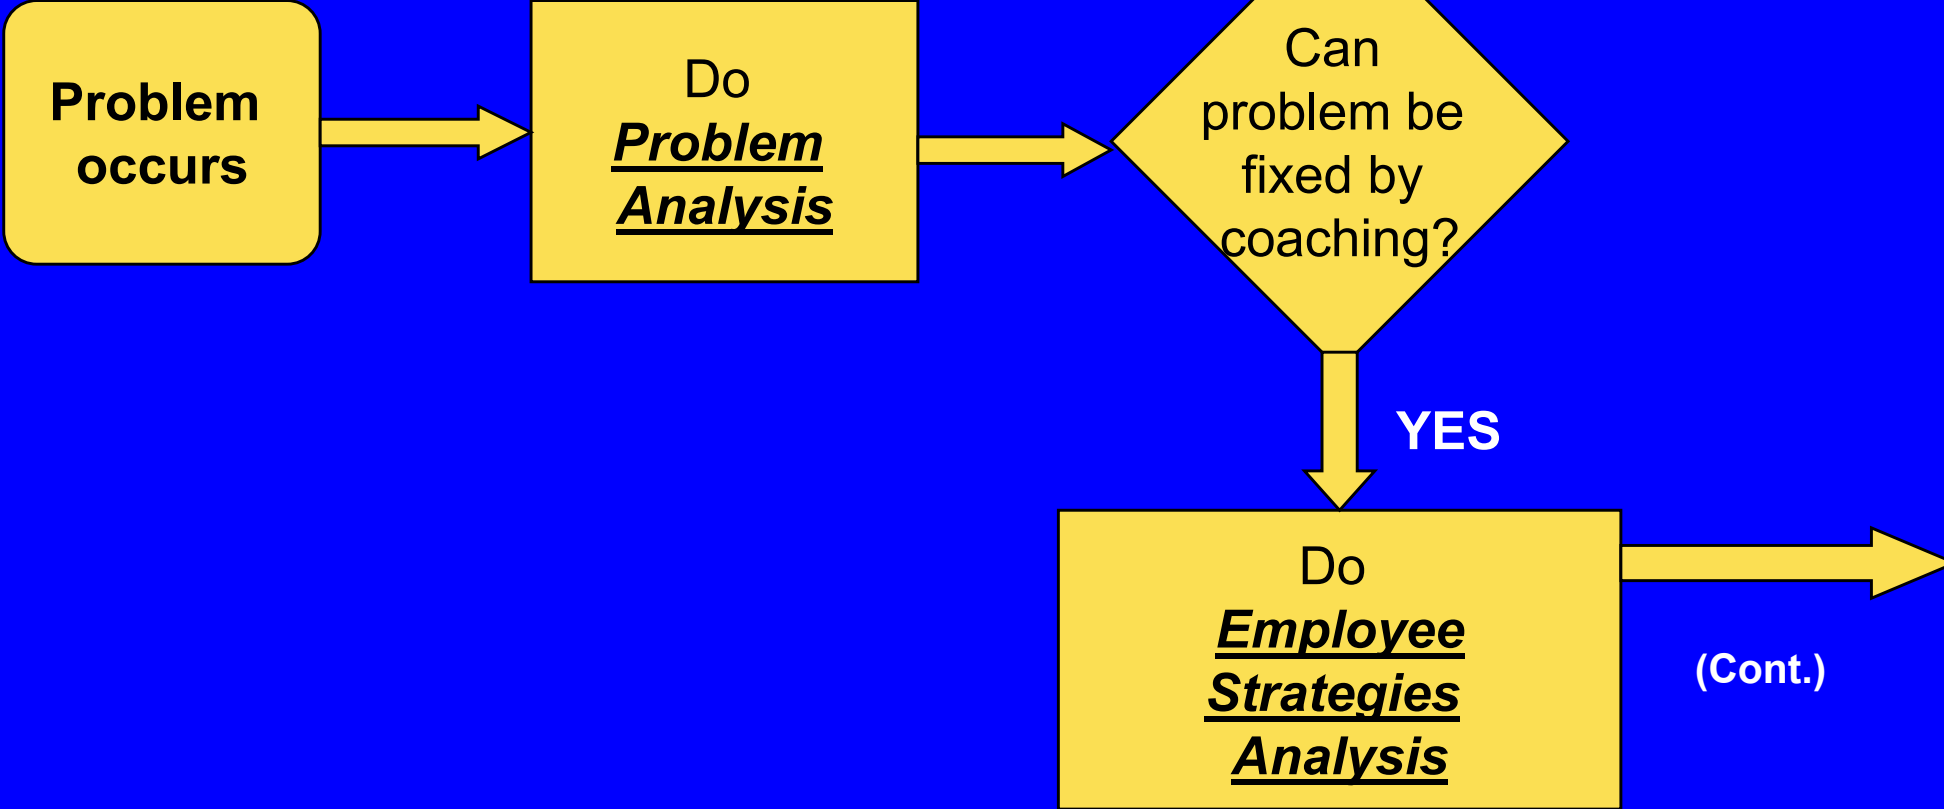 Problem
occurs
Do
Problem
Analysis
Can
problem be
fixed by
coaching?
YES
Do
Employee
Strategies
Analysis
(Cont.)